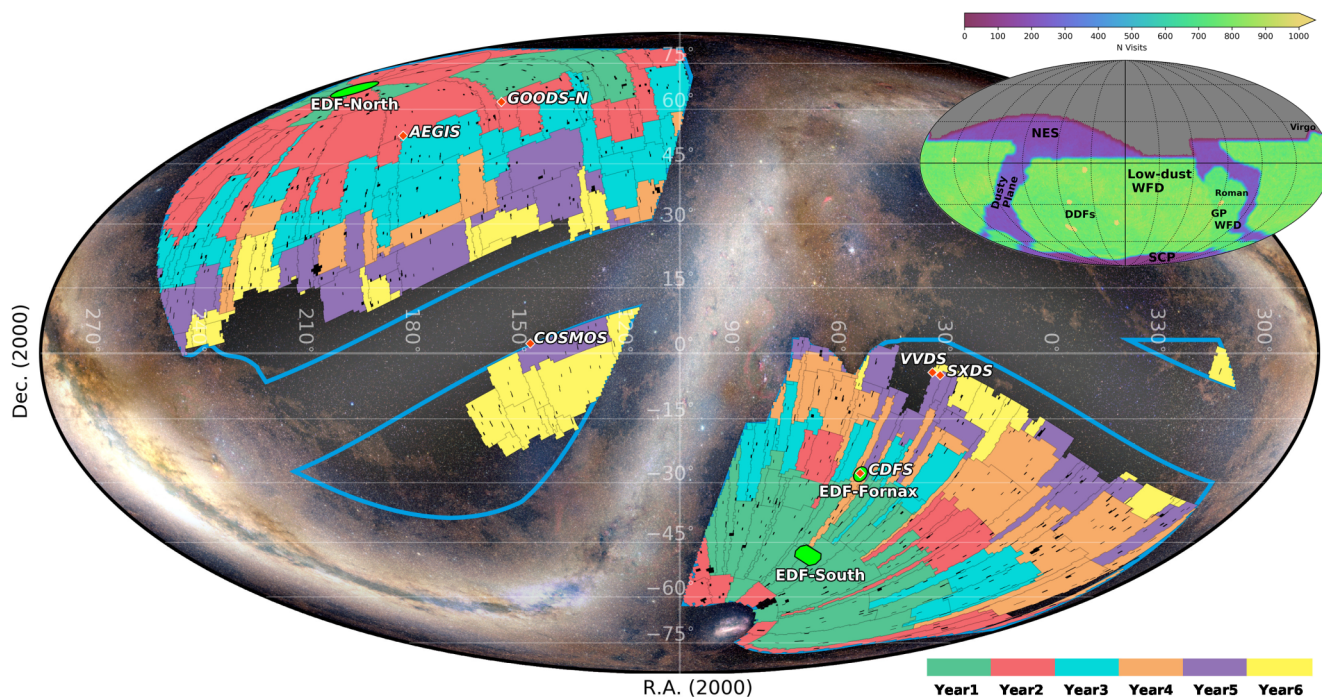 0 100 200 300 400 500 600 700 800 900 1000
N Visits
NES
Virgo
Dusty
Plane
Low-dust
WFD
Roman
DDFs
GP
WFD
SCP
75°
EDF-North
GOODS-N
60°
AEGIS
45°
30°
15°
270° 210° 180° 150° 90° 60° 30° 0° 330° 300°
COSMOS
0°
VVDS
SXDS
−15°
CDFS
−30°
EDF-Fornax
−45°
EDF-South
−60°
−75°
Dec. (2000)
R.A. (2000)
Year1 Year2 Year3 Year4 Year5 Year6